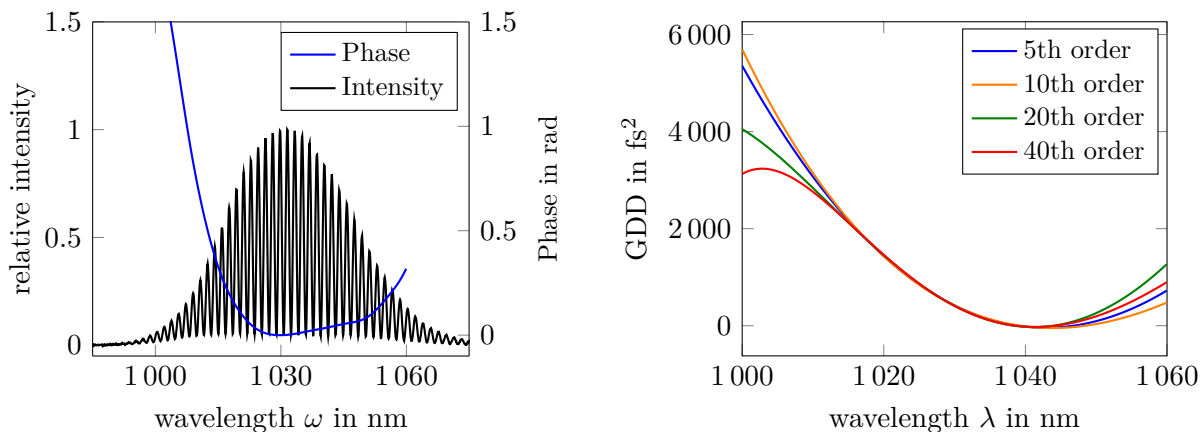 1.5
1
0.5
0
relative intensity
Phase
Intensity
1.5
1
0.5
0
Phase in rad
1 000
1 030
1 060
wavelength ω in nm
6 000
4 000
2 000
0
GDD in fs²
5th order
10th order
20th order
40th order
1 000
1 020
1 040
1 060
wavelength λ in nm